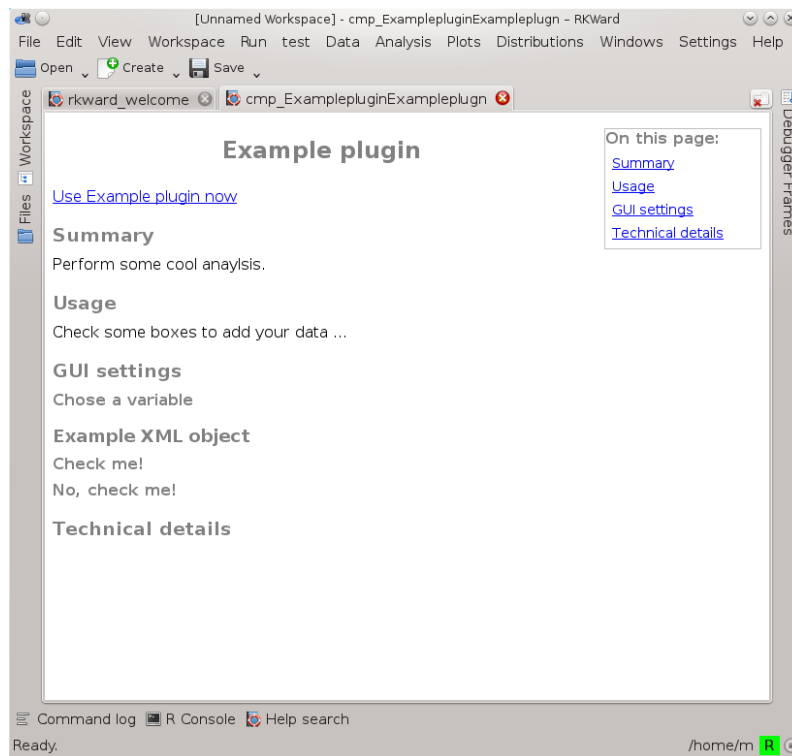 [Unnamed Workspace] - cmp_ExamplepluginExampleplugn – RKWard
File Edit View Workspace Run test Data Analysis Plots Distributions Windows Settings Help
Open Create Save
Workspace
Files
rkward_welcome cmp_ExamplepluginExampleplugn
Debugger Frames
Example plugin
On this page:
Summary
Usage
GUI settings
Technical details
Use Example plugin now
Summary
Perform some cool anaylsis.
Usage
Check some boxes to add your data ...
GUI settings
Chose a variable
Example XML object
Check me!
No, check me!
Technical details
Command log R Console Help search
Ready. /home/m R